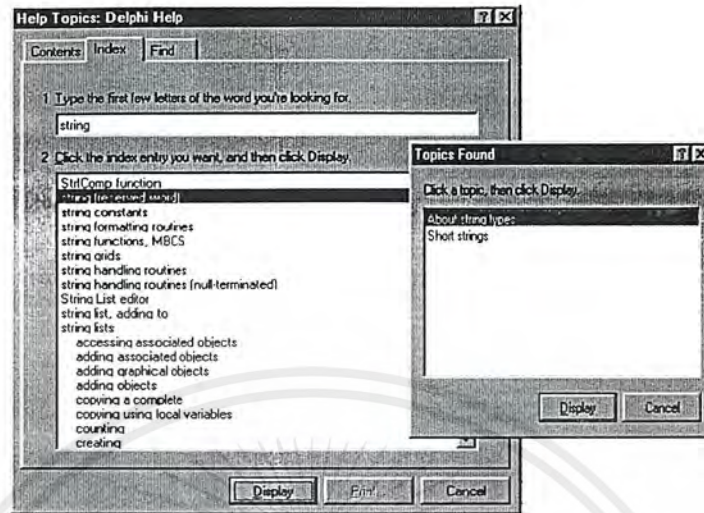 Help Topics: Delphi Help
Contents Index Find
1 Type the first few letters of the word you're looking for.
string
2 Click the index entry you want, and then click Display.
StrIComp function
string (reserved word)
string constants
string formatting routines
string functions, MBCS
string grids
string handling routines
string handling routines (null-terminated)
String List editor
string list, adding to
string lists
accessing associated objects
adding associated objects
adding graphical objects
adding objects
copying a complete
copying using local variables
counting
creating
Display Print... Cancel
Topics Found
Click a topic, then click Display.
About string types
Short strings
Display Cancel